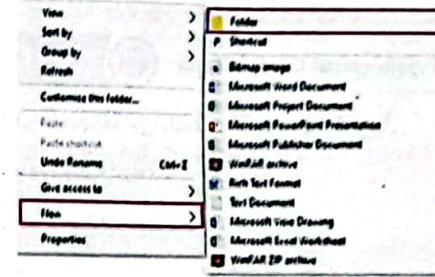 View
Sort by
Group by
Refresh
Customize this folder...
Paste
Paste shortcut
Undo Rename Ctrl+Z
Give access to
New
Properties
Folder
Shortcut
Bitmap image
Microsoft Word Document
Microsoft Project Document
Microsoft PowerPoint Presentation
Microsoft Publisher Document
WinRAR archive
Rich Text Format
Text Document
Microsoft Visio Drawing
Microsoft Excel Worksheet
WinRAR ZIP archive